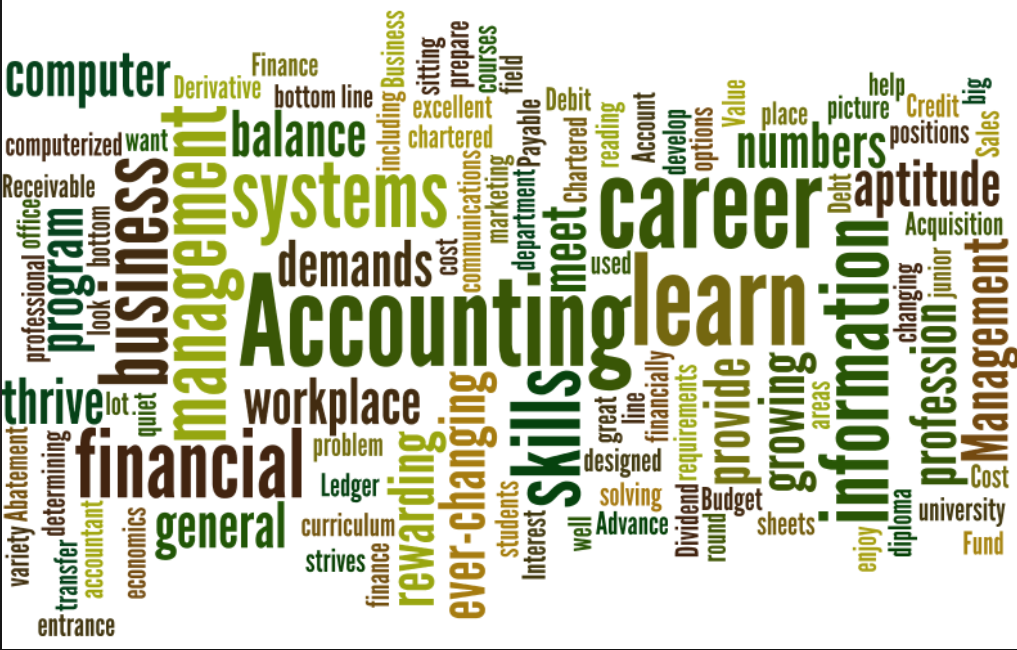 computer
Derivative
Finance
bottom line
including
Business
sitting
prepare
courses
field
excellent
chartered
computerized
want
balance
Receivable
systems
management
business
program
professional
office
look
bottom
demands
cost
communications
marketing
department
Payable
Chartered
Debit
reading
Account
develop
options
Value
place
picture
help
Credit
big
positions
Sales
numbers
career
Debt
aptitude
Acquisition
meet
used
learn
Accounting
information
changing
junior
profession
Management
thrive
lot
quiet
workplace
financial
problem
Ledger
general
curriculum
strives
finance
rewarding
ever-changing
students
skills
Interest
well
great
line
financially
designed
requirements
solving
Advance
provide
growing
areas
Dividend
Budget
round
sheets
enjoy
diploma
Cost
university
Fund
variety
Abatement
determining
transfer
accountant
economics
entrance